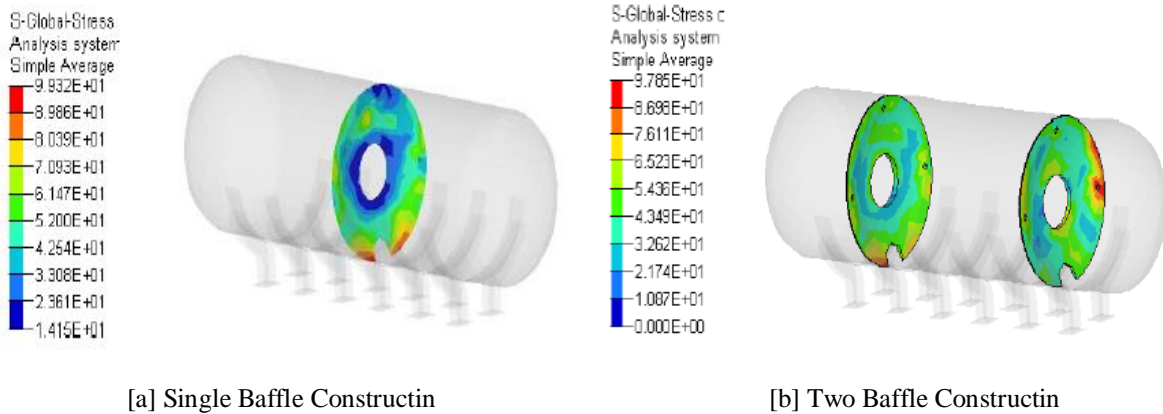 S-Global-Stress
Analysis system
Simple Average
9.932E+01
8.986E+01
8.039E+01
7.093E+01
6.147E+01
5.200E+01
4.254E+01
3.308E+01
2.361E+01
1.415E+01
S-Global-Stress c
Analysis system
Simple Average
9.785E+01
8.698E+01
7.611E+01
6.523E+01
5.436E+01
4.349E+01
3.262E+01
2.174E+01
1.087E+01
0.000E+00
[a] Single Baffle Constructin
[b] Two Baffle Constructin